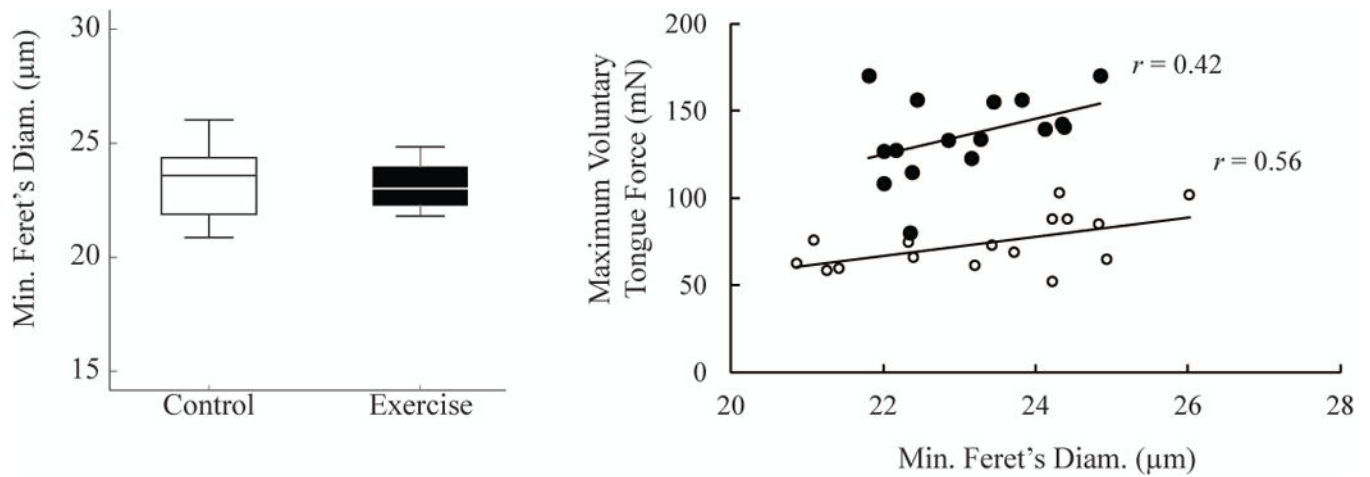 Min. Feret's Diam. (μm)
30
25
20
15
Control
Exercise
Maximum Voluntary
Tongue Force (mN)
200
150
100
50
0
r = 0.42
r = 0.56
20
22
24
26
28
Min. Feret's Diam. (μm)